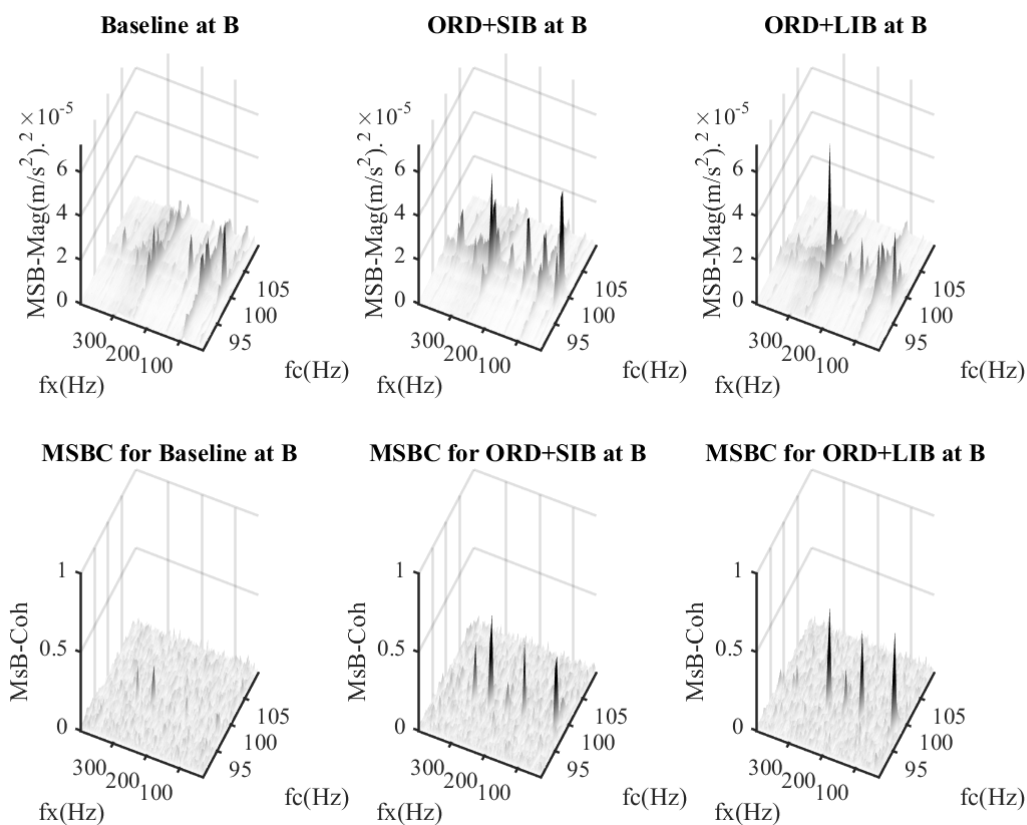 Baseline at B
ORD+SIB at B
ORD+LIB at B
MSB-Mag(m/s²).² ×10⁻⁵
6
4
2
0
300
200
100
fx(Hz)
95
100
105
fc(Hz)
MSB-Mag(m/s²).² ×10⁻⁵
6
4
2
0
300
200
100
fx(Hz)
95
100
105
fc(Hz)
MSB-Mag(m/s²).² ×10⁻⁵
6
4
2
0
300
200
100
fx(Hz)
95
100
105
fc(Hz)
MSBC for Baseline at B
MSBC for ORD+SIB at B
MSBC for ORD+LIB at B
MsB-Coh
1
0.5
0
300
200
100
fx(Hz)
95
100
105
fc(Hz)
MsB-Coh
1
0.5
0
300
200
100
fx(Hz)
95
100
105
fc(Hz)
MsB-Coh
1
0.5
0
300
200
100
fx(Hz)
95
100
105
fc(Hz)